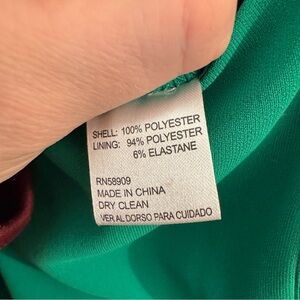 SHELL: 100% POLYESTER
LINING: 94% POLYESTER
6% ELASTANE
RN58909
MADE IN CHINA
DRY CLEAN
VER AL DORSO PARA CUIDADO